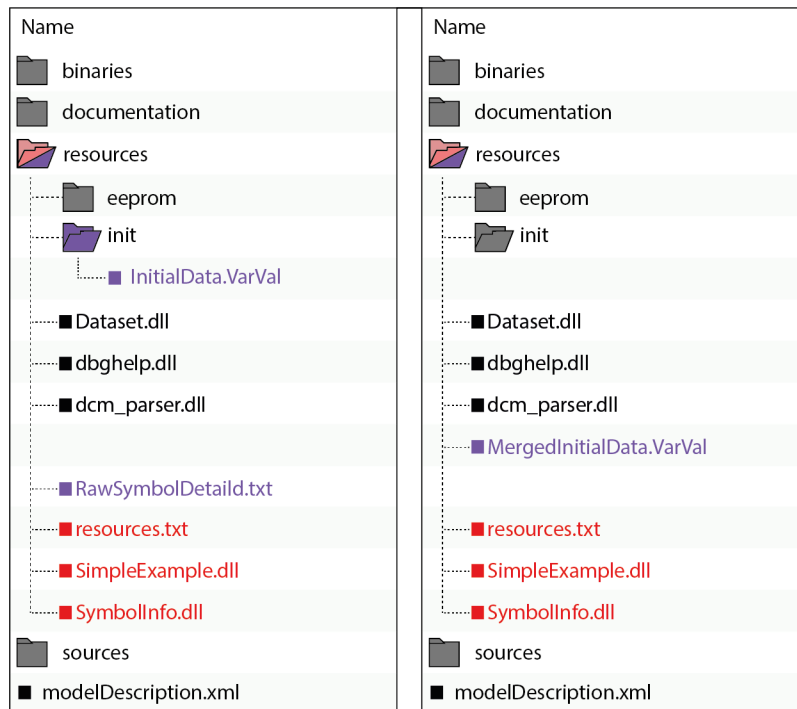 Name
binaries
documentation
resources
eeprom
init
InitialData.VarVal
Dataset.dll
dbghelp.dll
dcm_parser.dll
RawSymbolDetaild.txt
resources.txt
SimpleExample.dll
SymbolInfo.dll
sources
modelDescription.xml
Name
binaries
documentation
resources
eeprom
init
Dataset.dll
dbghelp.dll
dcm_parser.dll
MergedInitialData.VarVal
resources.txt
SimpleExample.dll
SymbolInfo.dll
sources
modelDescription.xml